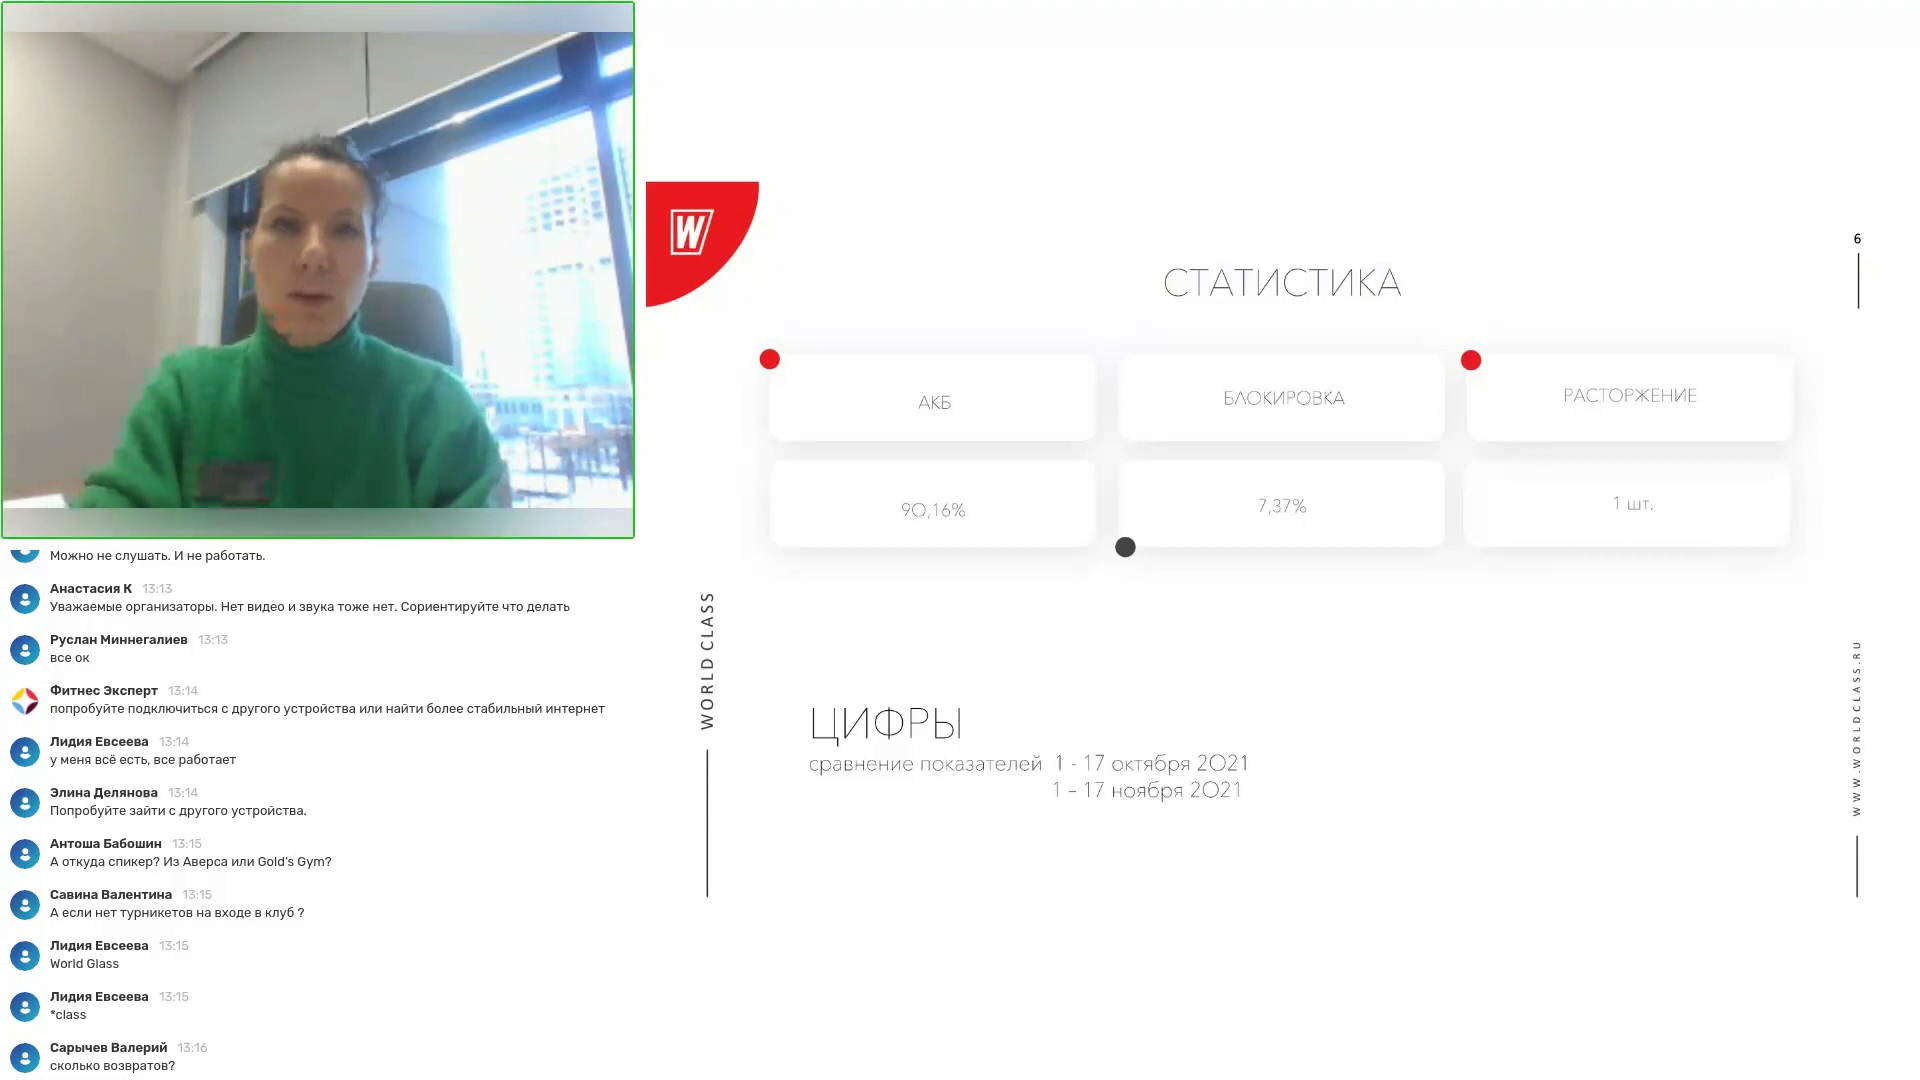 Можно не слушать. И не работать.
Анастасия К 13:13
Уважаемые организаторы. Нет видео и звука тоже нет. Сориентируйте что делать
Руслан Миннегалиев 13:13
все ок
Фитнес Эксперт 13:14
попробуйте подключиться с другого устройства или найти более стабильный интернет
Лидия Евсеева 13:14
у меня всё есть, все работает
Элина Делянова 13:14
Попробуйте зайти с другого устройства.
Антоша Бабошин 13:15
А откуда спикер? Из Аверса или Gold's Gym?
Савина Валентина 13:15
А если нет турникетов на входе в клуб ?
Лидия Евсеева 13:15
World Glass
Лидия Евсеева 13:15
*class
Сарычев Валерий 13:16
сколько возвратов?
W
6
СТАТИСТИКА
АКБ
БЛОКИРОВКА
РАСТОРЖЕНИЕ
90,16%
7,37%
1 шт.
WORLD CLASS
ЦИФРЫ
сравнение показателей 1 - 17 октября 2021
1 – 17 ноября 2021
WWW.WORLDCLASS.RU